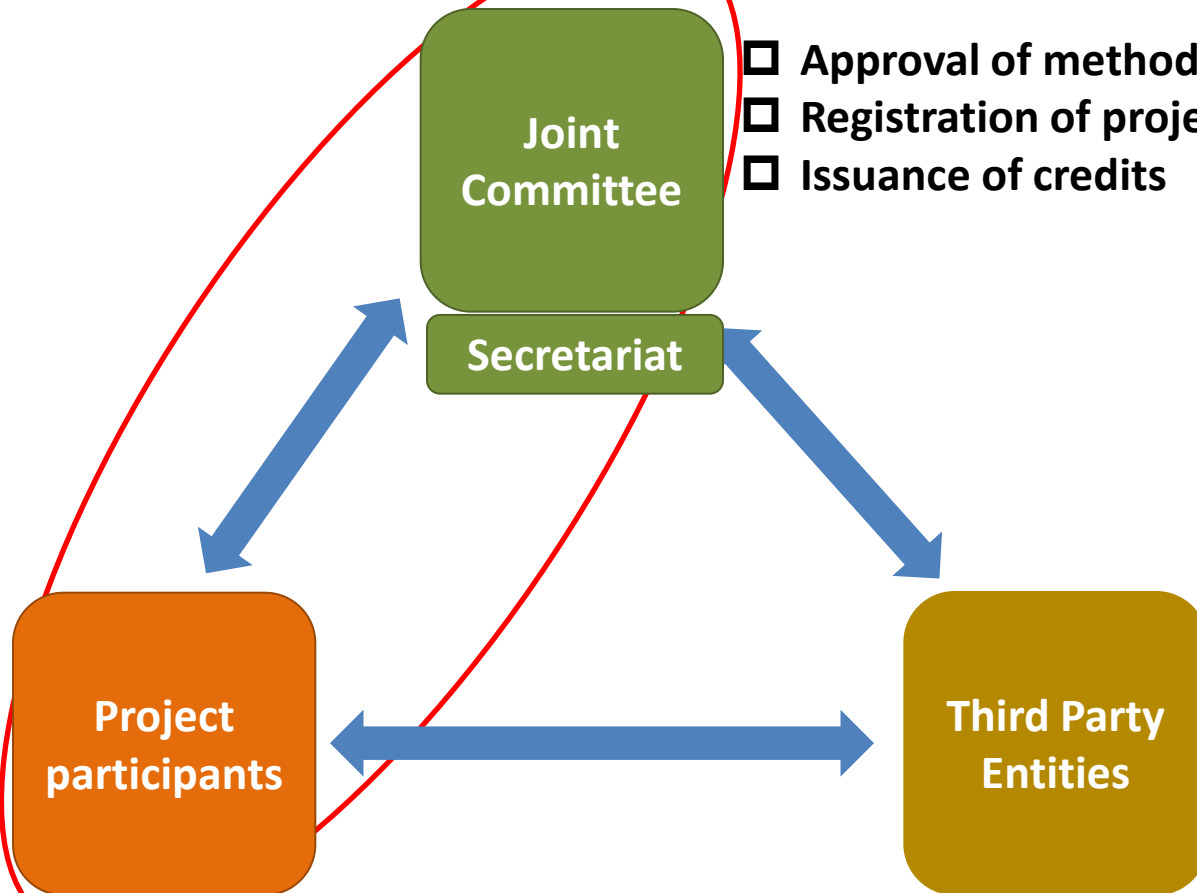 Joint
Committee
☐ Approval of method
☐ Registration of proje
☐ Issuance of credits
Secretariat
Project
participants
Third Party
Entities